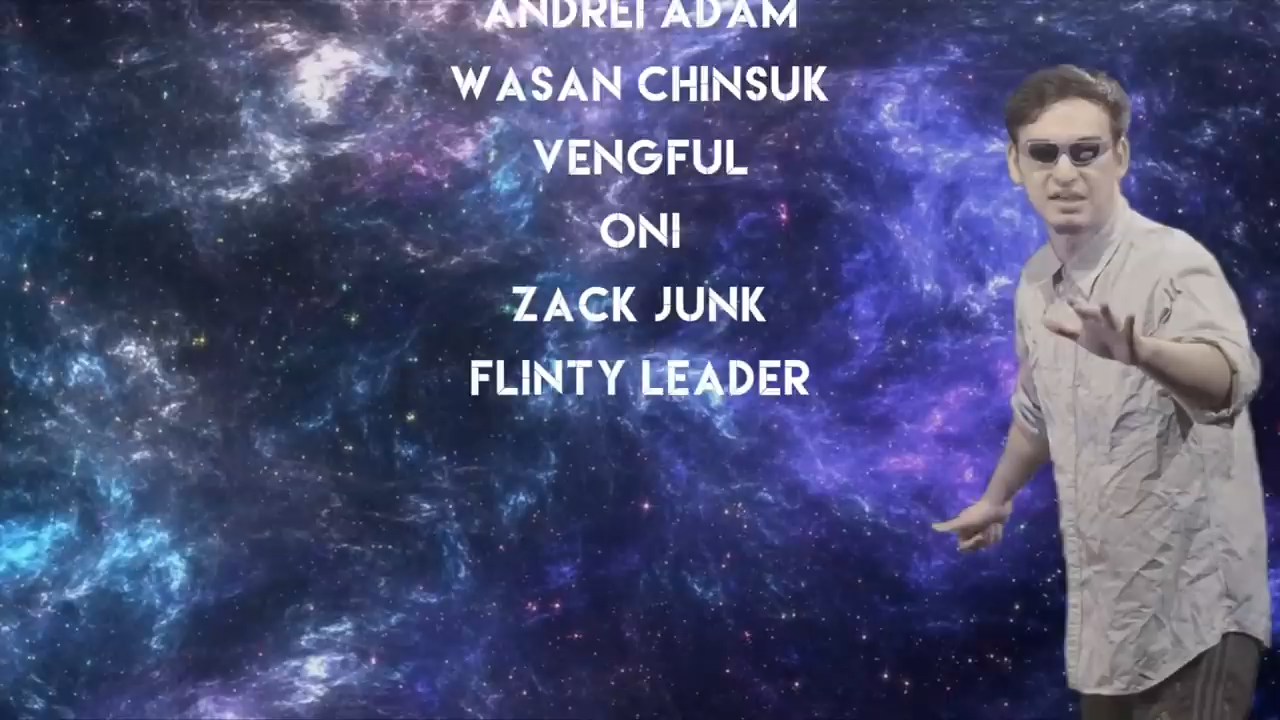 ANDREI ADAM
WASAN CHINSUK
VENGFUL
ONI
ZACK JUNK
FLINTY LEADER